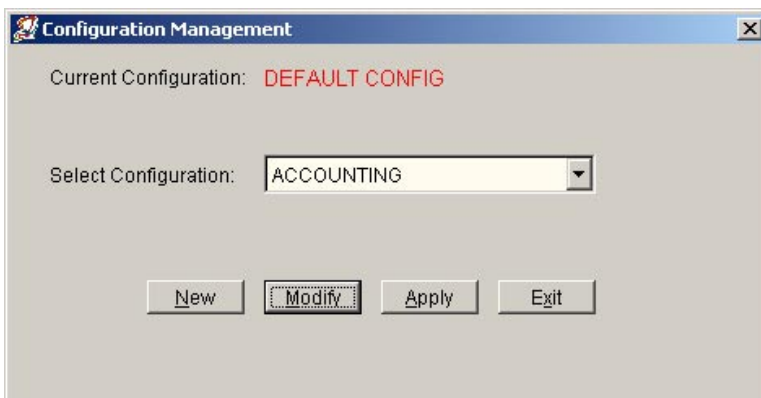 Configuration Management
Current Configuration: DEFAULT CONFIG
Select Configuration: ACCOUNTING
New Modify Apply Exit